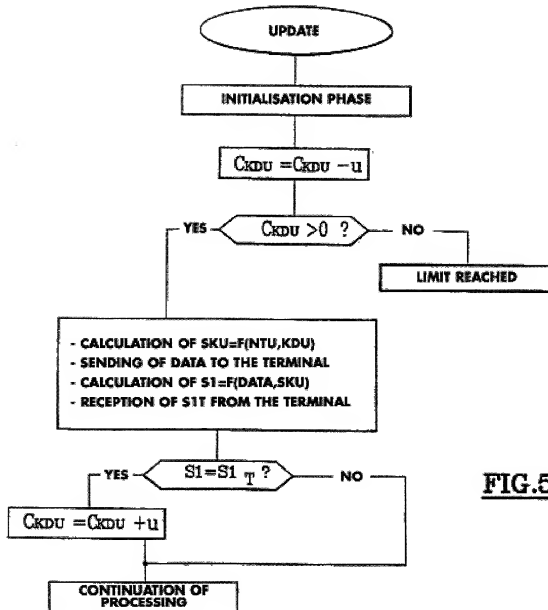 UPDATE
INITIALISATION PHASE
CKDU =CKDU -u
YES
CKDU >0 ?
NO
LIMIT REACHED
- CALCULATION OF SKU=F(NTU,KDU)
- SENDING OF DATA TO THE TERMINAL
- CALCULATION OF S1=F(DATA,SKU)
- RECEPTION OF S1T FROM THE TERMINAL
YES
S1=S1 T ?
NO
FIG.5
CKDU =CKDU +u
CONTINUATION OF
PROCESSING